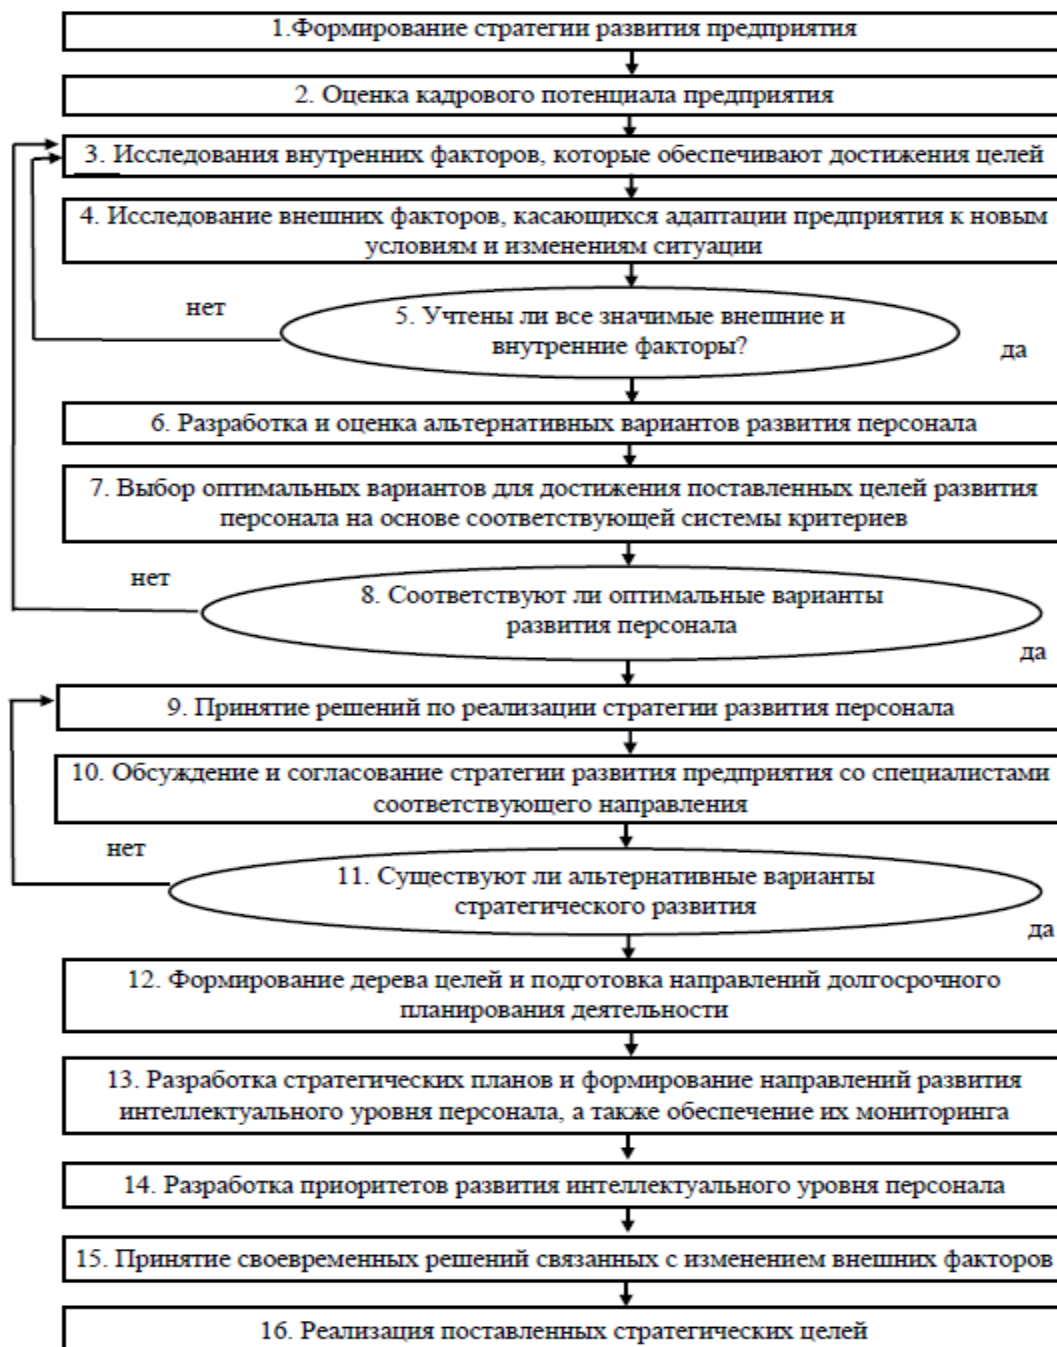 1.Формирование стратегии развития предприятия
2. Оценка кадрового потенциала предприятия
3. Исследования внутренних факторов, которые обеспечивают достижения целей
4. Исследование внешних факторов, касающихся адаптации предприятия к новым
условиям и изменениям ситуации
нет
5. Учтены ли все значимые внешние и
внутренние факторы?
да
6. Разработка и оценка альтернативных вариантов развития персонала
7. Выбор оптимальных вариантов для достижения поставленных целей развития
персонала на основе соответствующей системы критериев
нет
8. Соответствуют ли оптимальные варианты
развития персонала
да
9. Принятие решений по реализации стратегии развития персонала
10. Обсуждение и согласование стратегии развития предприятия со специалистами
соответствующего направления
нет
11. Существуют ли альтернативные варианты
стратегического развития
да
12. Формирование дерева целей и подготовка направлений долгосрочного
планирования деятельности
13. Разработка стратегических планов и формирование направлений развития
интеллектуального уровня персонала, а также обеспечение их мониторинга
14. Разработка приоритетов развития интеллектуального уровня персонала
15. Принятие своевременных решений связанных с изменением внешних факторов
16. Реализация поставленных стратегических целей